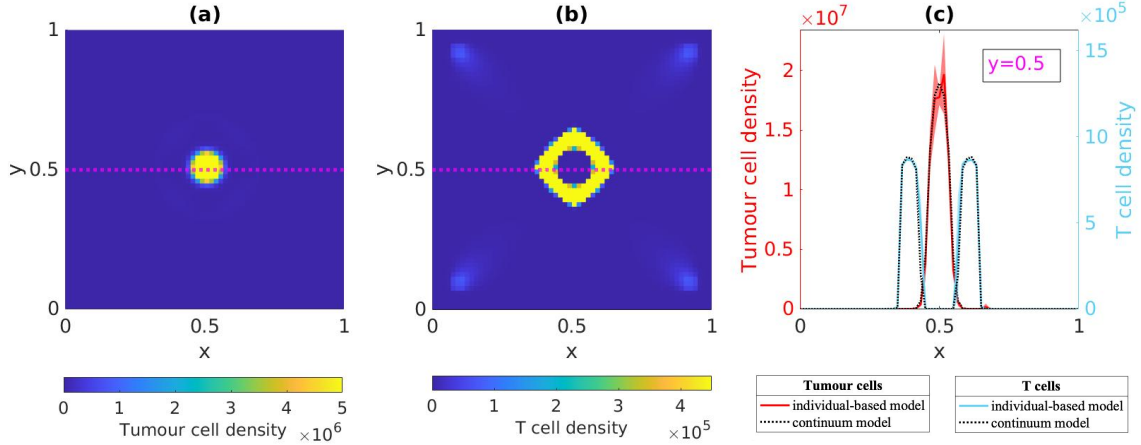 (a)
1
y
0.5
0
0
0.5
1
x
0
1
2
3
4
5
Tumour cell density
×10⁶
(b)
1
y
0.5
0
0
0.5
1
x
0
1
2
3
4
T cell density
×10⁵
(c)
×10⁷
×10⁵
2
1.5
1
0.5
0
Tumour cell density
15
10
5
0
T cell density
y=0.5
0
0.5
1
x
Tumour cells
individual-based model
continuum model
T cells
individual-based model
continuum model